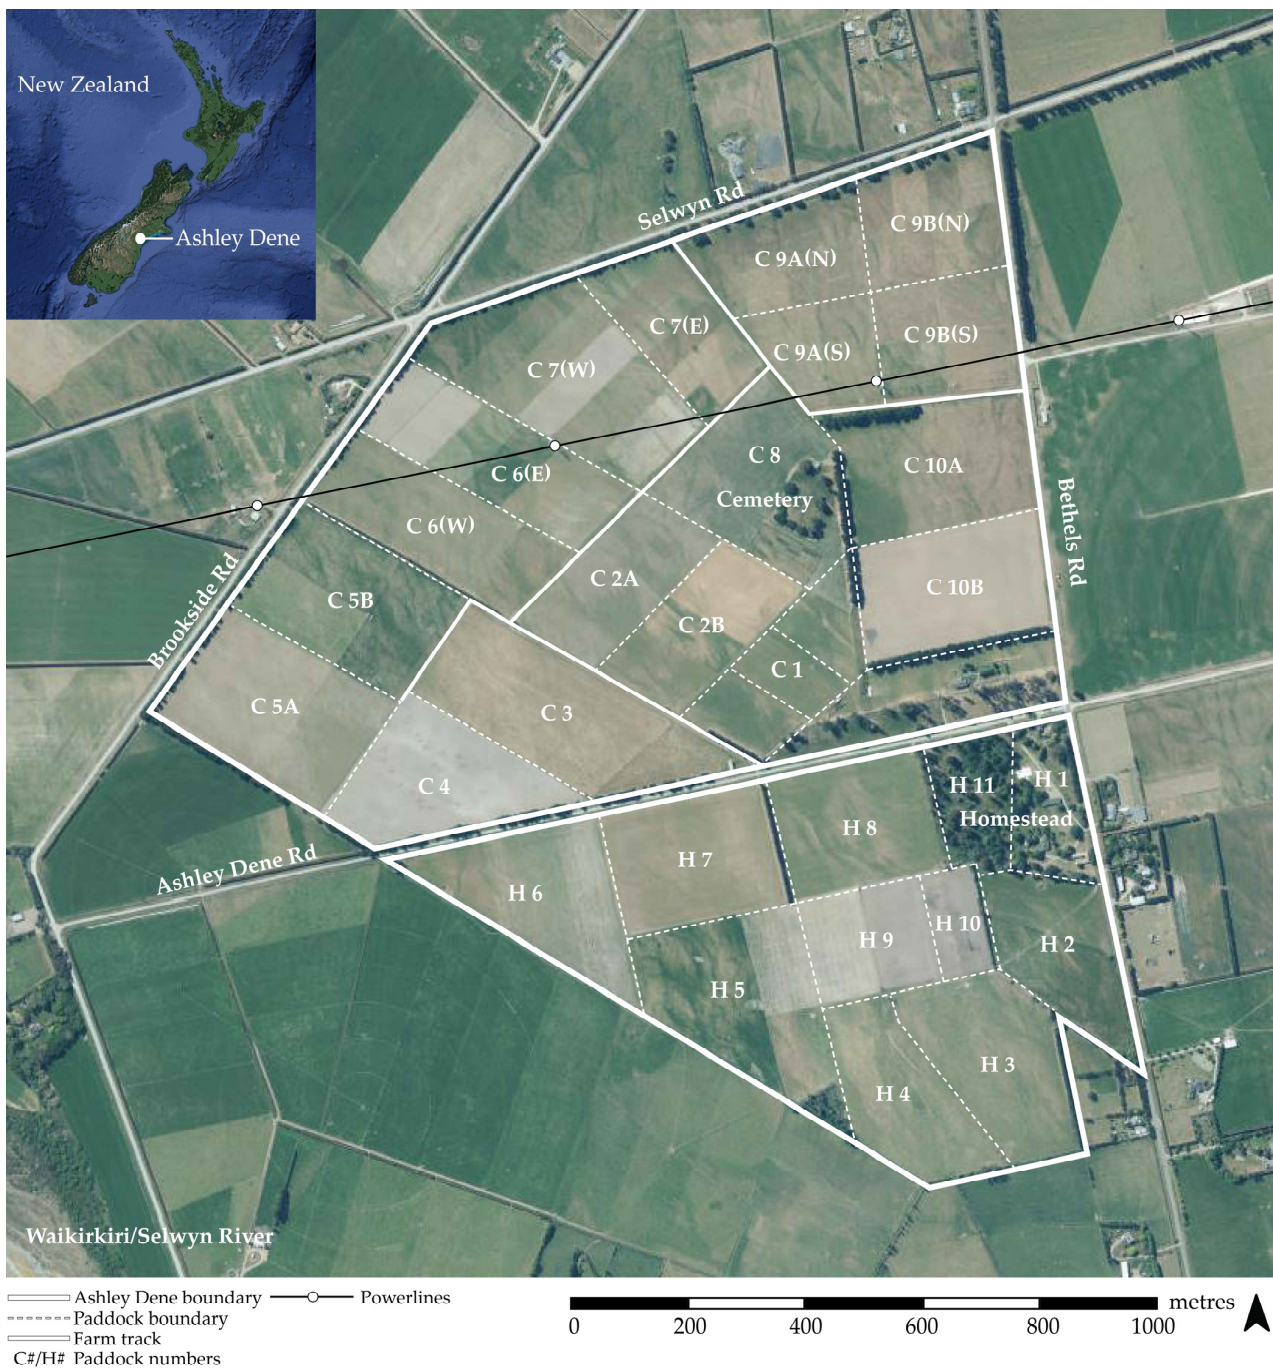 New Zealand
Ashley Dene
Selwyn Rd
C 9B(N)
C 9A(N)
C 7(E)
C 9A(S)
C 9B(S)
C 7(W)
C 8
Cemetery
C 10A
C 6(E)
C 6(W)
Bethels Rd
C 2A
C 10B
Brookside Rd
C 5B
C 2B
C 1
C 5A
C 3
C 4
H 11
H 1
Homestead
H 8
H 7
Ashley Dene Rd
H 6
H 10
H 9
H 2
H 5
H 3
H 4
Waikirkiri/Selwyn River
Ashley Dene boundary
Powerlines
Paddock boundary
Farm track
C#/H# Paddock numbers
metres
0 200 400 600 800 1000